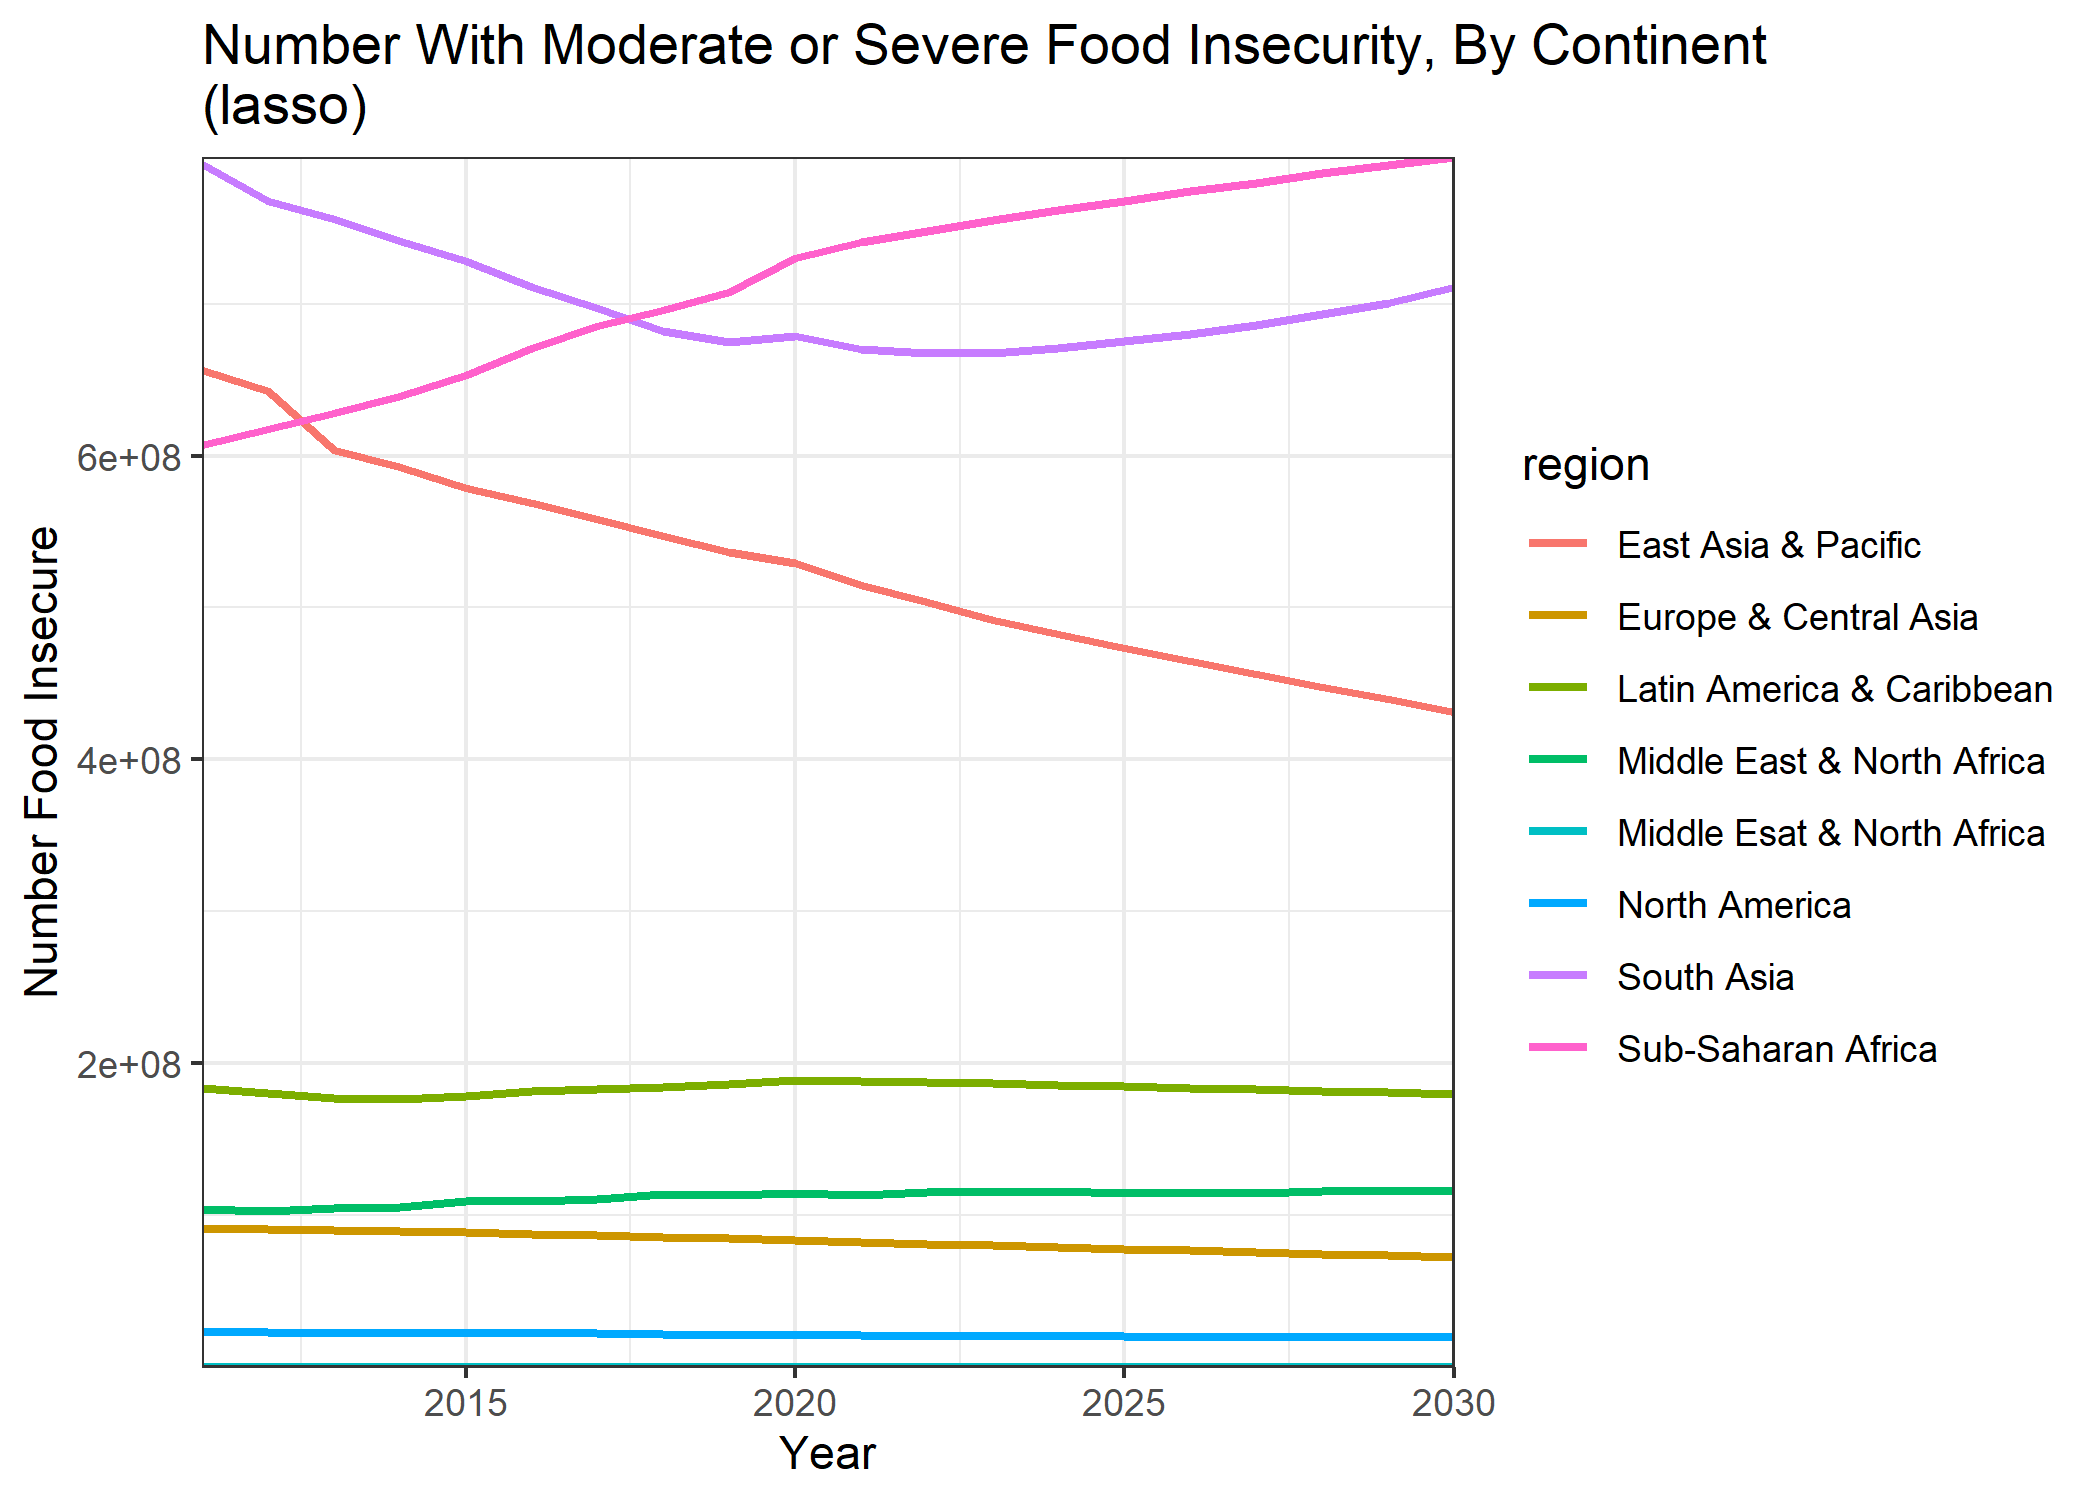 Number With Moderate or Severe Food Insecurity, By Continent
(lasso)
Number Food Insecure
6e+08
4e+08
2e+08
2015
2020
2025
2030
Year
region
East Asia & Pacific
Europe & Central Asia
Latin America & Caribbean
Middle East & North Africa
Middle Esat & North Africa
North America
South Asia
Sub-Saharan Africa